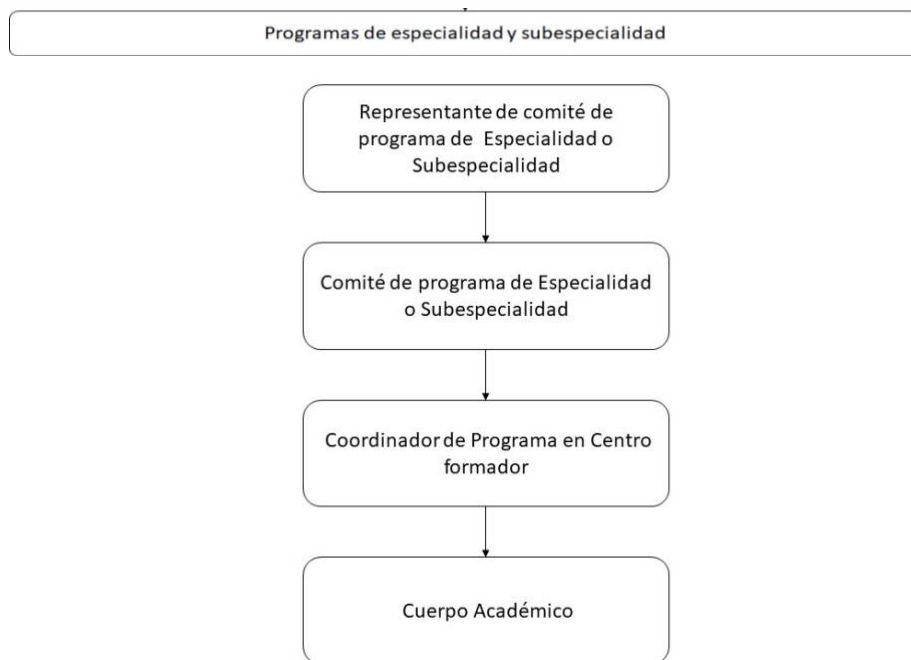 Programas de especialidad y subespecialidad
Representante de comité de
programa de Especialidad o
Subespecialidad
Comité de programa de Especialidad
o Subespecialidad
Coordinador de Programa en Centro
formador
Cuerpo Académico